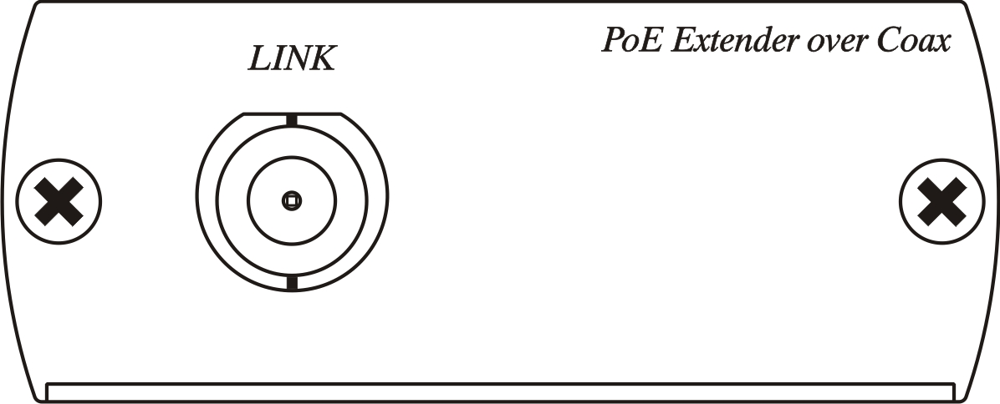 PoE Extender over Coax
LINK